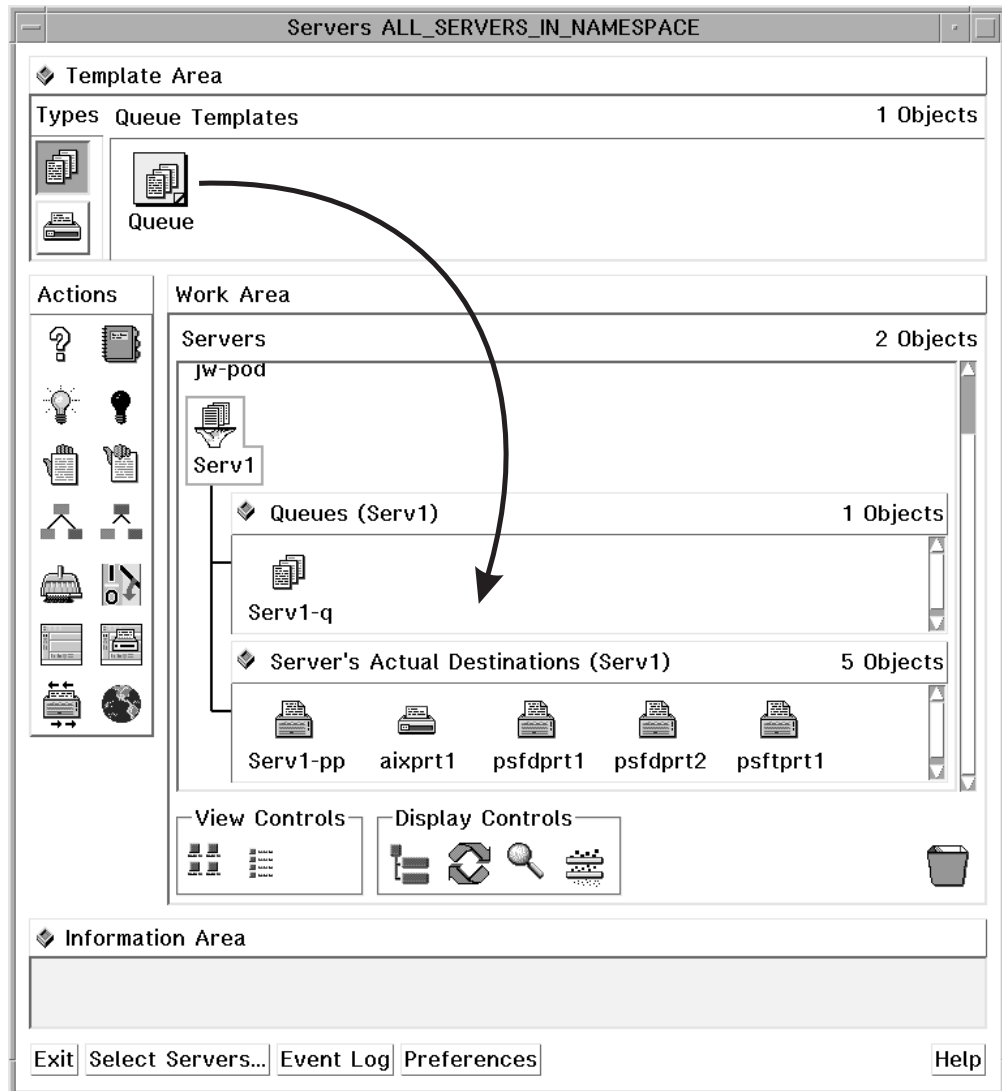 Servers ALL_SERVERS_IN_NAMESPACE
Template Area
Types Queue Templates 1 Objects
Queue
Actions
Work Area
Servers 2 Objects
jw-pod
Serv1
Queues (Serv1) 1 Objects
Serv1-q
Server's Actual Destinations (Serv1) 5 Objects
Serv1-pp aixprt1 psfdprt1 psfdprt2 psftprt1
View Controls Display Controls
Information Area
Exit Select Servers... Event Log Preferences Help